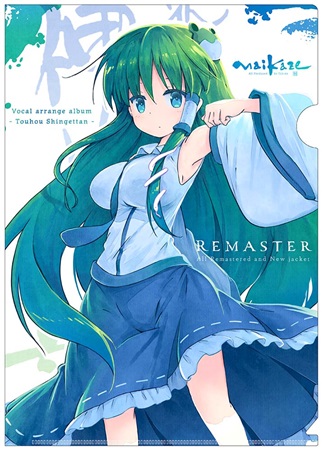 maikaze
Vocal arrange album
- Touhou Shingettan -
REMASTER
All Remastered and New jacket